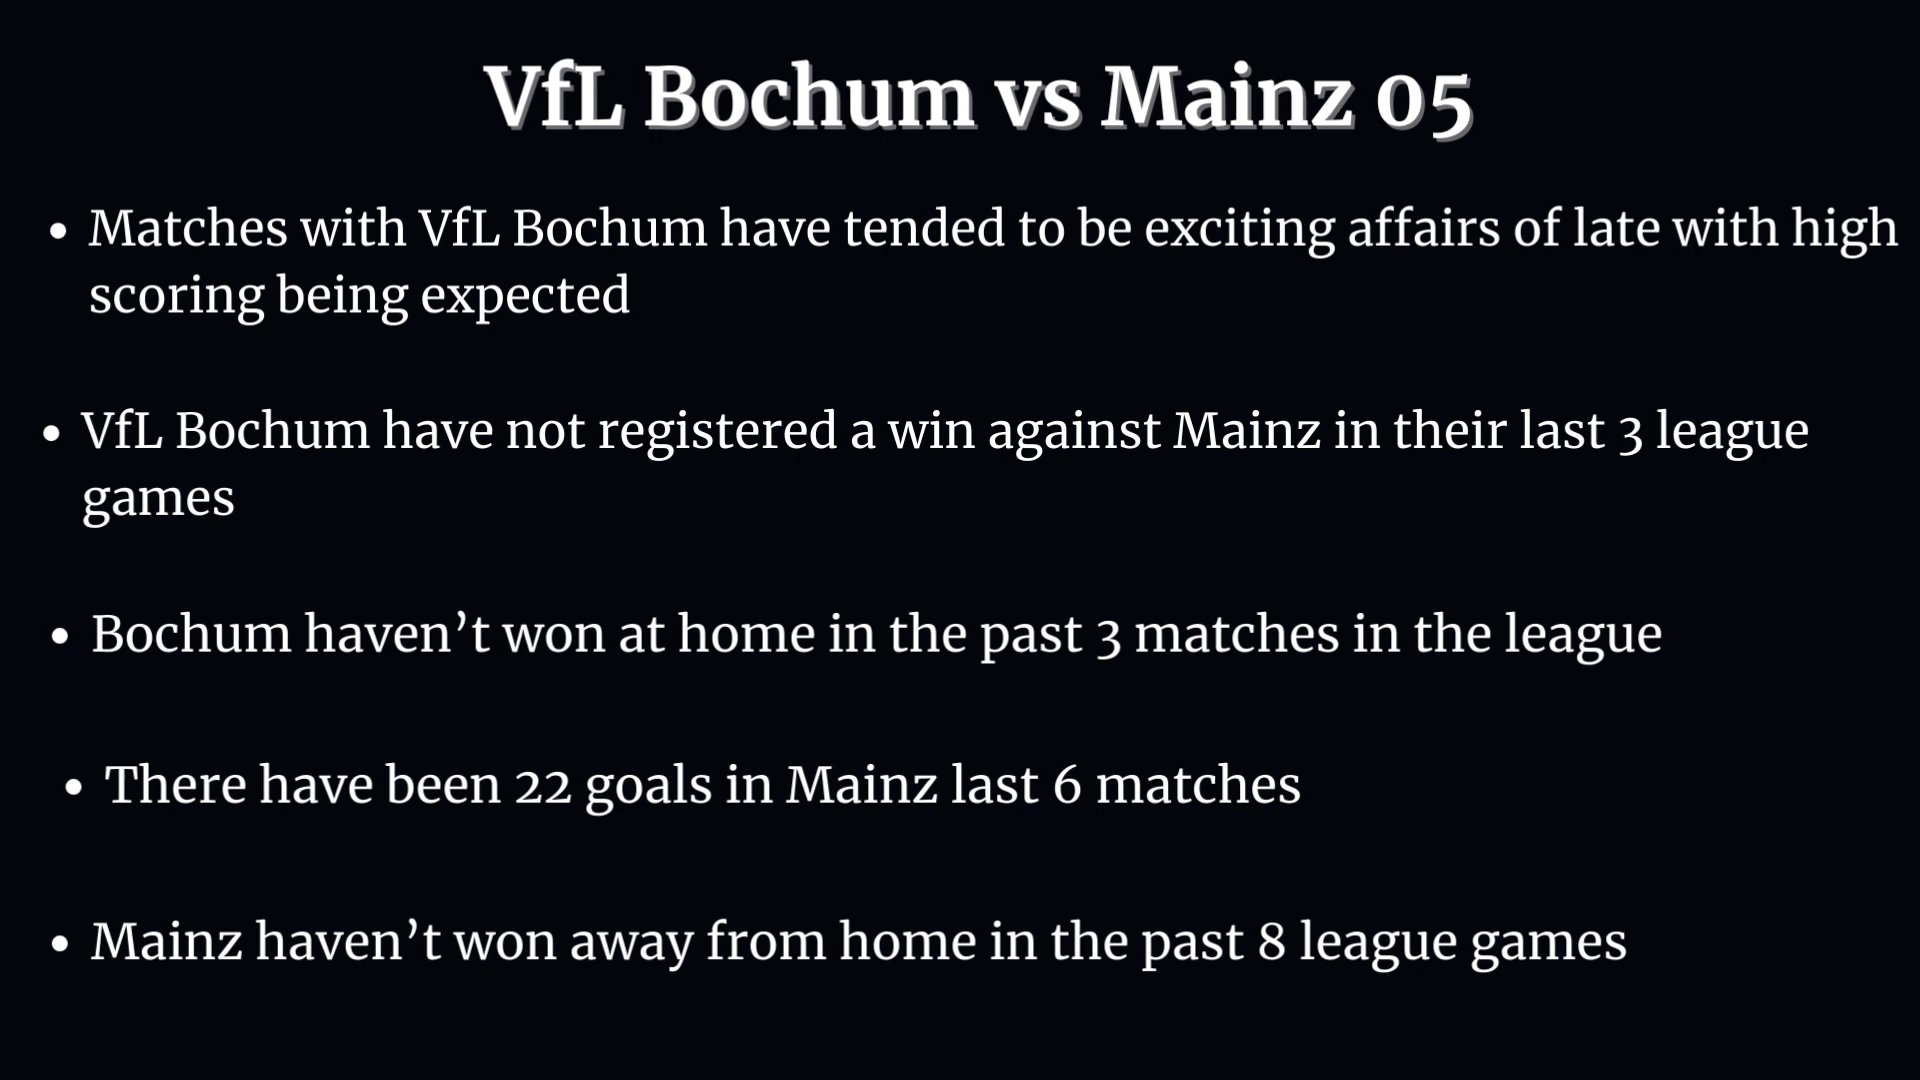 VfL Bochum vs Mainz 05
• Matches with VfL Bochum have tended to be exciting affairs of late with high
scoring being expected
• VfL Bochum have not registered a win against Mainz in their last 3 league
games
• Bochum haven’t won at home in the past 3 matches in the league
• There have been 22 goals in Mainz last 6 matches
• Mainz haven’t won away from home in the past 8 league games